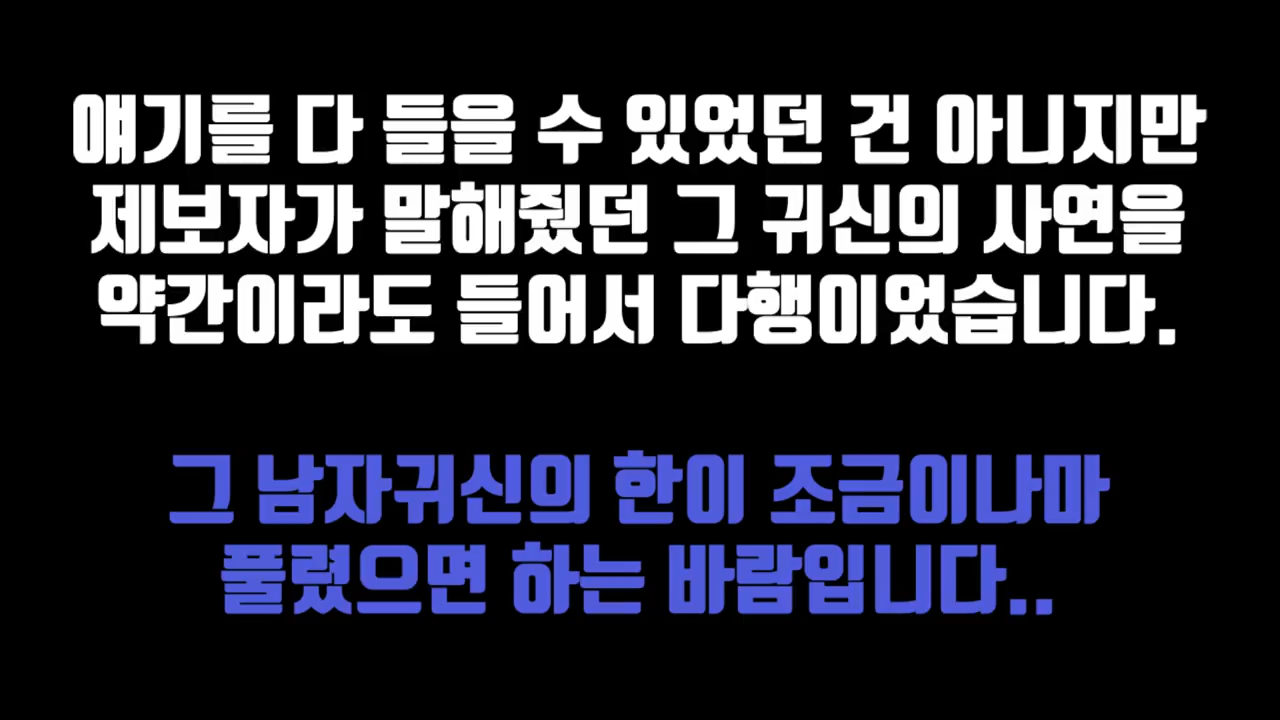 얘기를 다 들을 수 있었던 건 아니지만
제보자가 말해줬던 그 귀신의 사연을
약간이라도 들어서 다행이었습니다.
그 남자귀신의 한이 조금이나마
풀렸으면 하는 바람입니다..